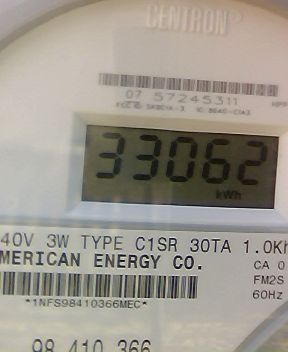 CENTRON®
07 57245311
33062
kWh
40V 3W TYPE C1SR 30TA 1.0Kh
MERICAN ENERGY CO.
CA 0
FM2S
60Hz
*1NFS98410366MEC*
98 410 366